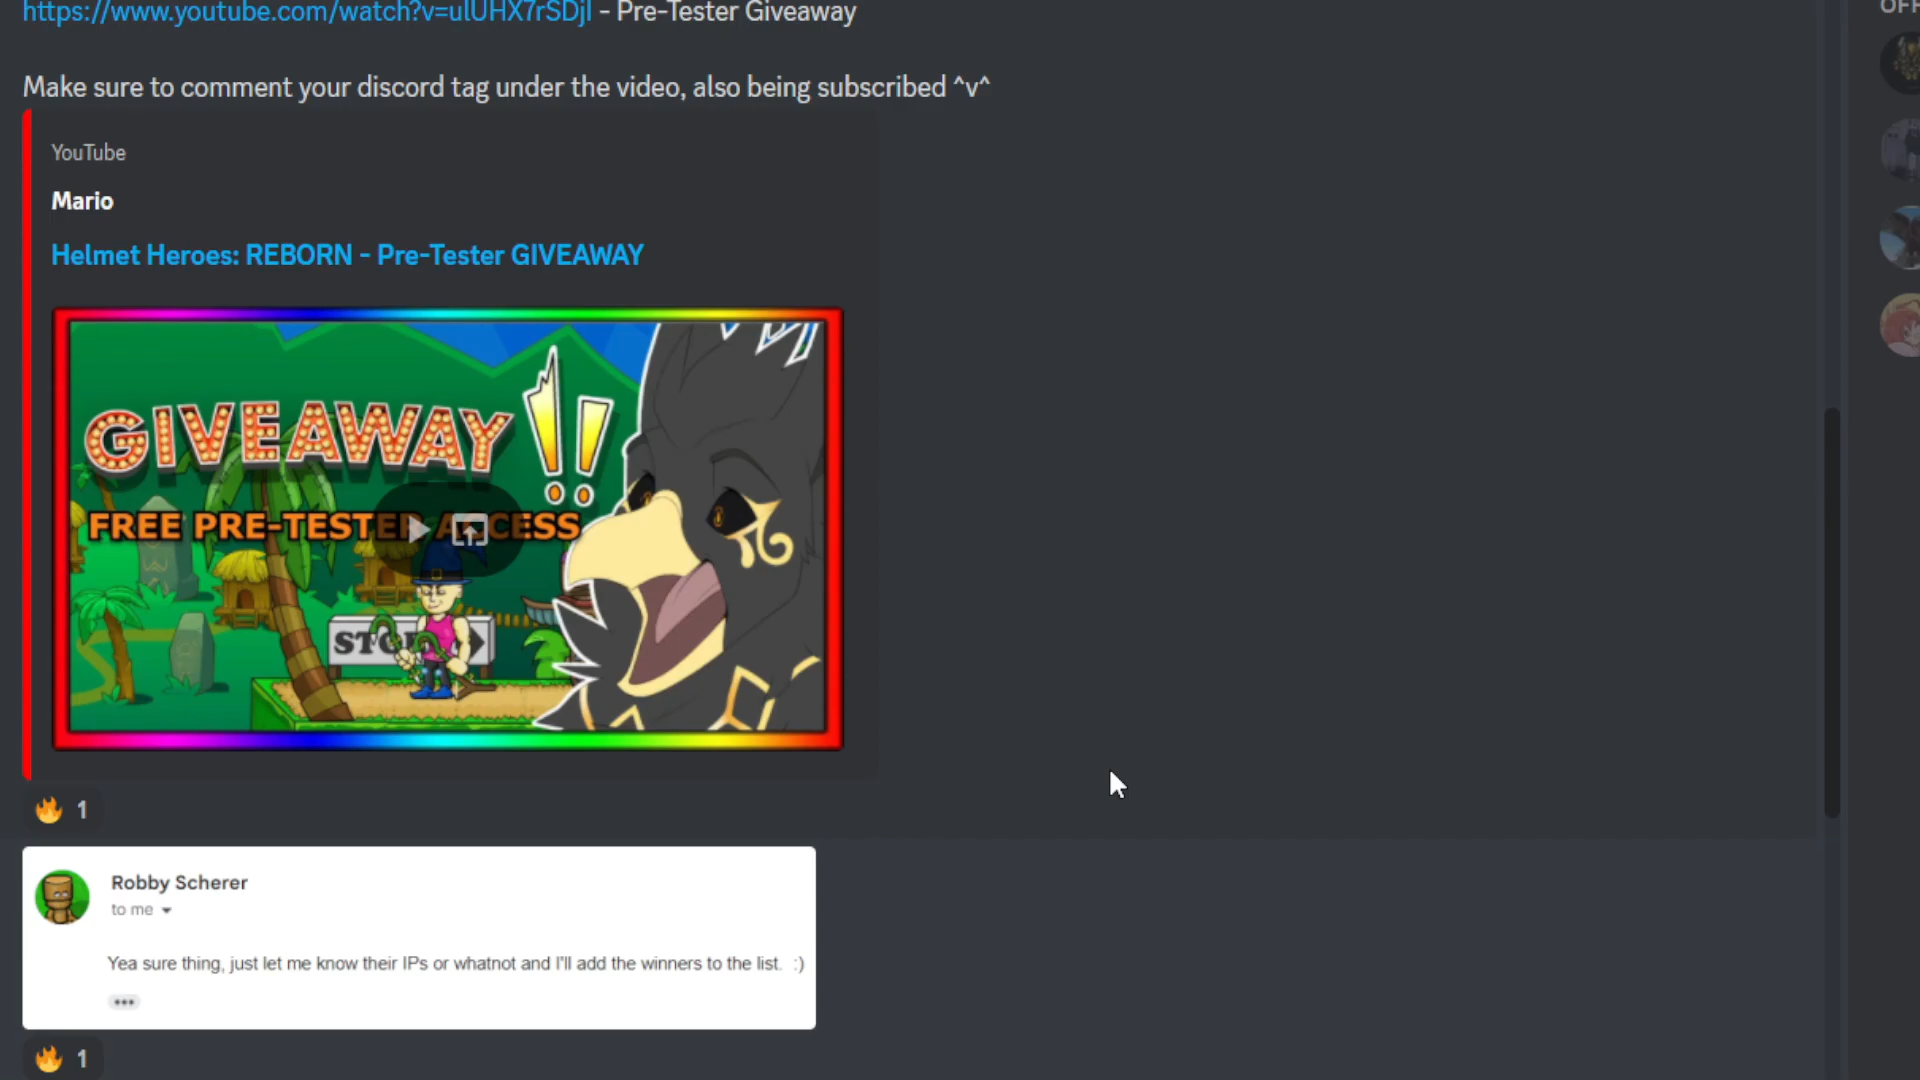 https://www.youtube.com/watch?v=ulUHX7rSDjI - Pre-Tester Giveaway
OFF
Make sure to comment your discord tag under the video, also being subscribed ^v^
YouTube
Mario
Helmet Heroes: REBORN - Pre-Tester GIVEAWAY
GIVEAWAY!!
FREE PRE-TESTER ACCESS
🔥 1
Robby Scherer
to me
Yea sure thing, just let me know their IPs or whatnot and I'll add the winners to the list. :)
•••
🔥 1